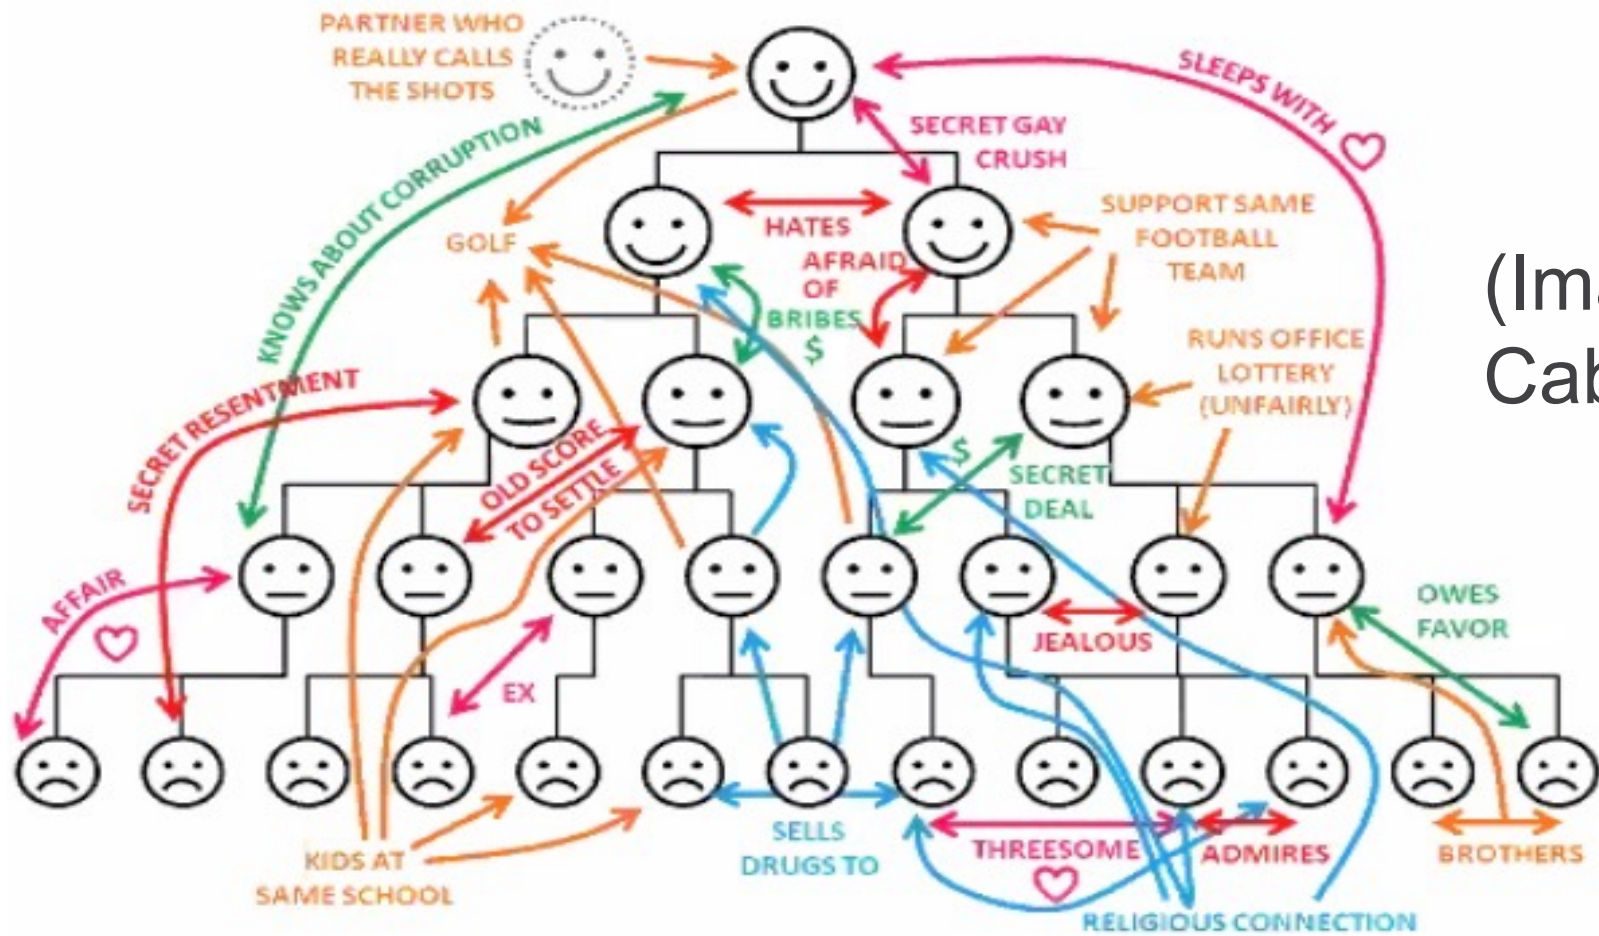 PARTNER WHO
REALLY CALLS
THE SHOTS
SLEEPS WITH
SECRET GAY
CRUSH
KNOWS ABOUT CORRUPTION
HATES
SUPPORT SAME
FOOTBALL
TEAM
GOLF
AFRAID
OF
BRIBES
$
(Im
Cab
RUNS OFFICE
LOTTERY
(UNFAIRLY)
SECRET RESENTMENT
OLD SCORE
TO SETTLE
$
SECRET
DEAL
AFFAIR
OWES
FAVOR
JEALOUS
EX
SELLS
DRUGS TO
THREESOME
ADMIRES
BROTHERS
KIDS AT
SAME SCHOOL
RELIGIOUS CONNECTION